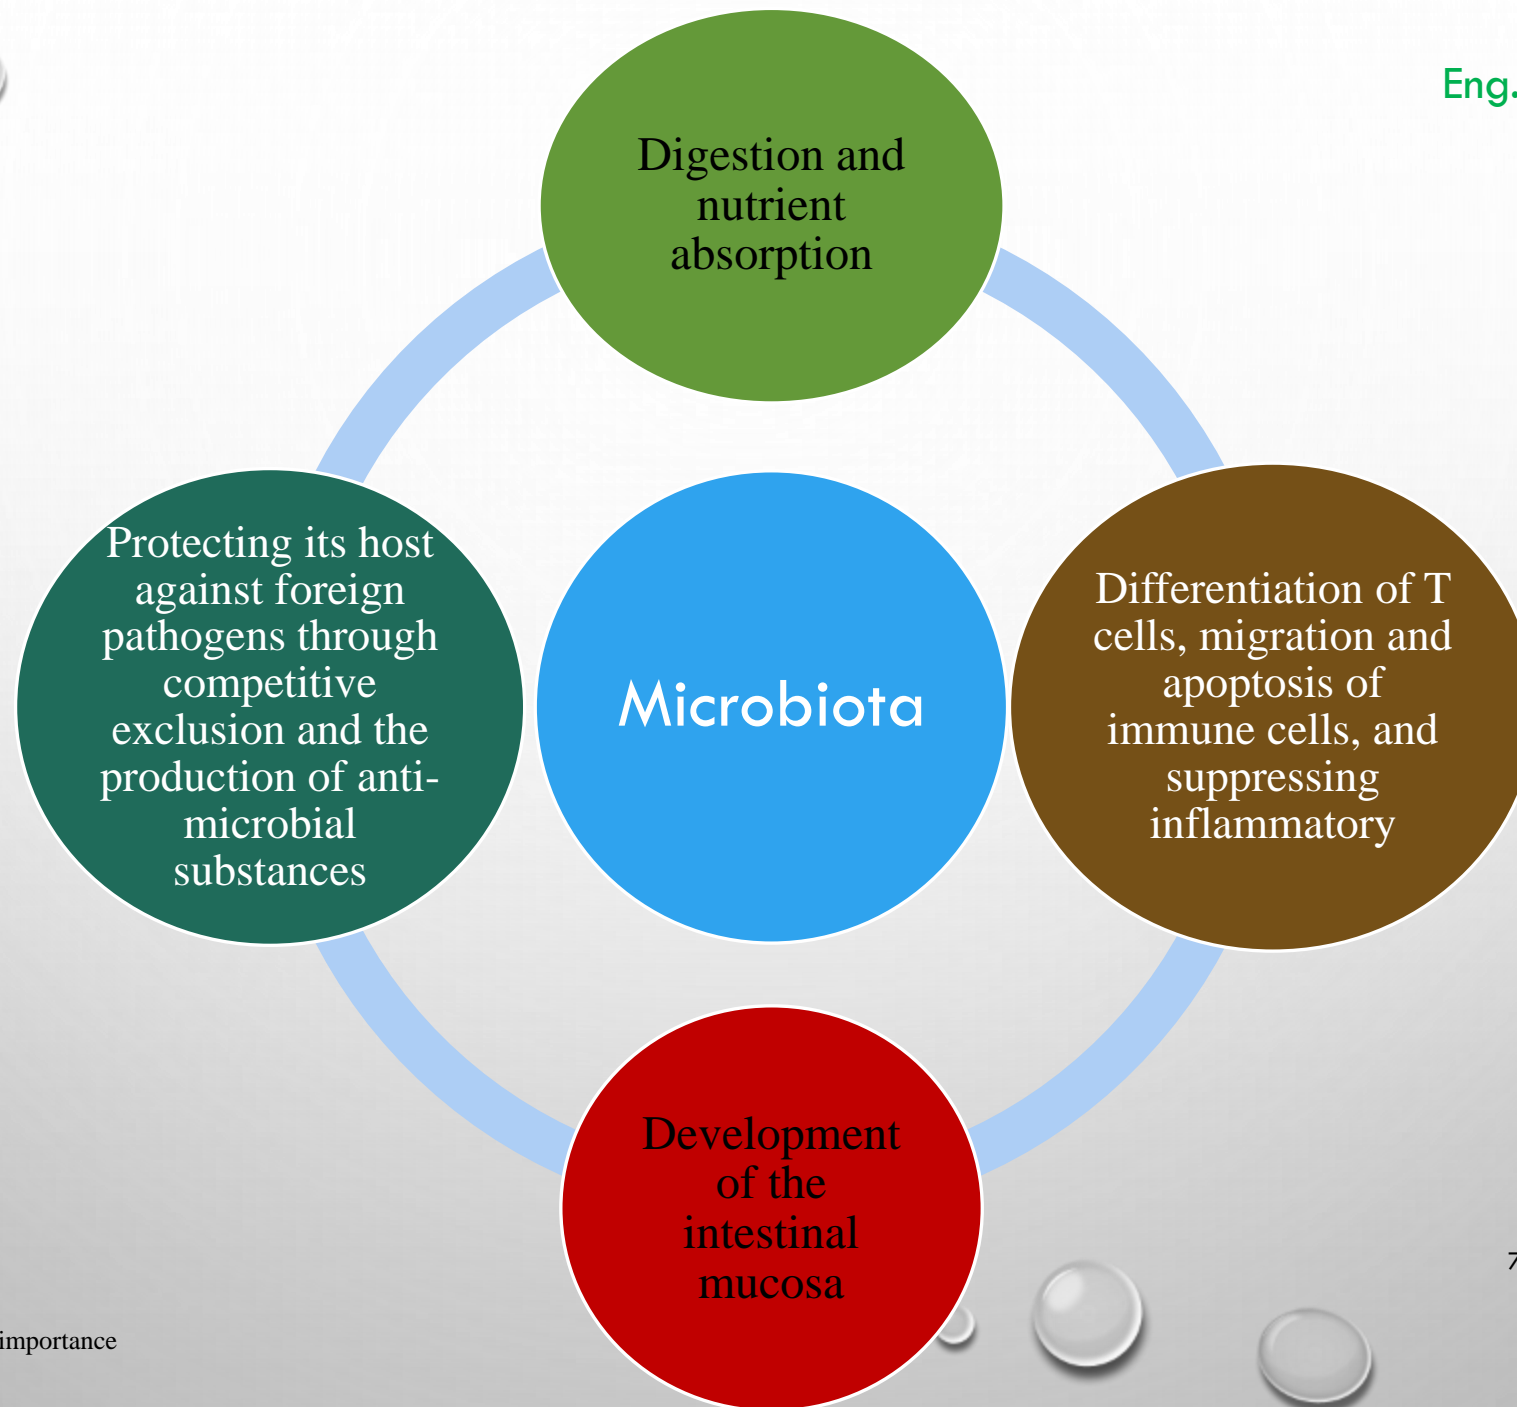 Eng.
Digestion and
nutrient
absorption
Protecting its host
against foreign
pathogens through
competitive
exclusion and the
production of anti-
microbial
substances
Microbiota
Differentiation of T
cells, migration and
apoptosis of
immune cells, and
suppressing
inflammatory
Development
of the
intestinal
mucosa
7
importance